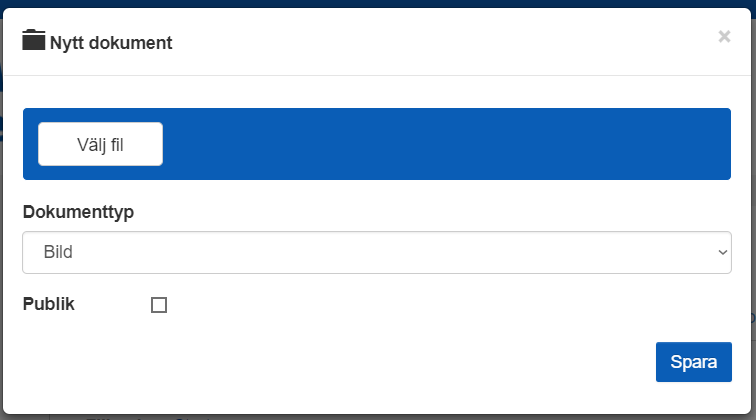 Nytt dokument
×
Välj fil
Dokumenttyp
Bild
Publik
Spara